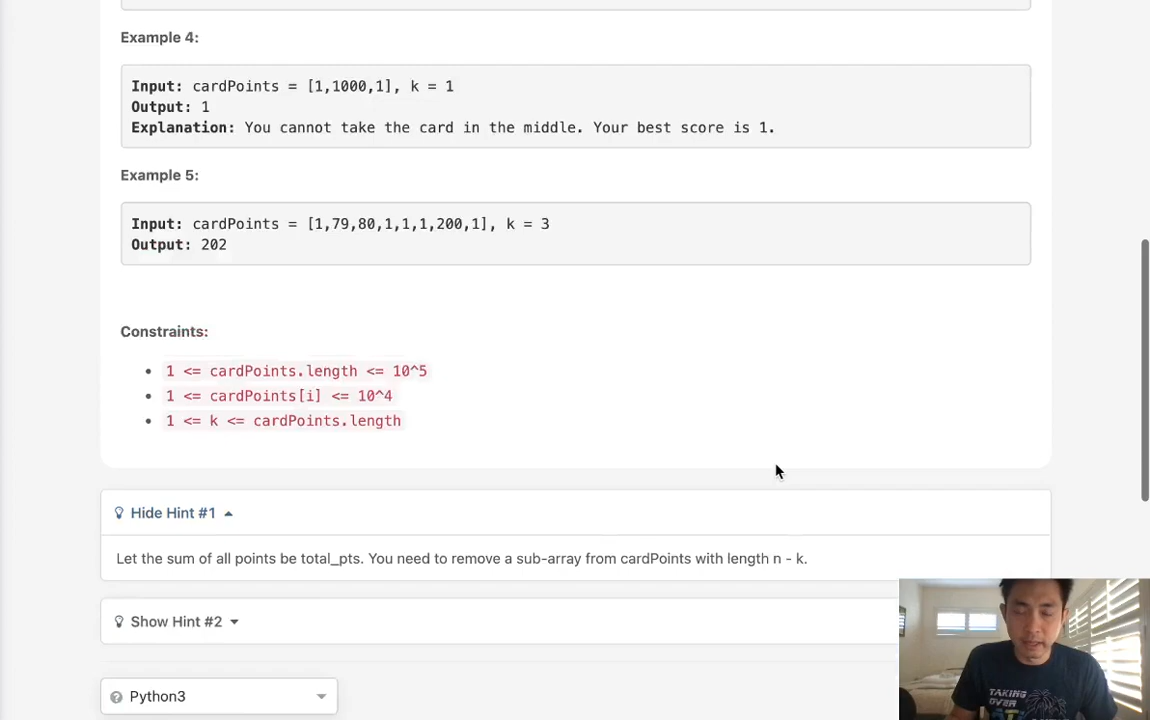 Example 4:
Input: cardPoints = [1,1000,1], k = 1
Output: 1
Explanation: You cannot take the card in the middle. Your best score is 1.
Example 5:
Input: cardPoints = [1,79,80,1,1,1,200,1], k = 3
Output: 202
Constraints:
1 <= cardPoints.length <= 10^5
1 <= cardPoints[i] <= 10^4
1 <= k <= cardPoints.length
Hide Hint #1
Let the sum of all points be total_pts. You need to remove a sub-array from cardPoints with length n - k.
Show Hint #2
Python3
TAKING
OVER